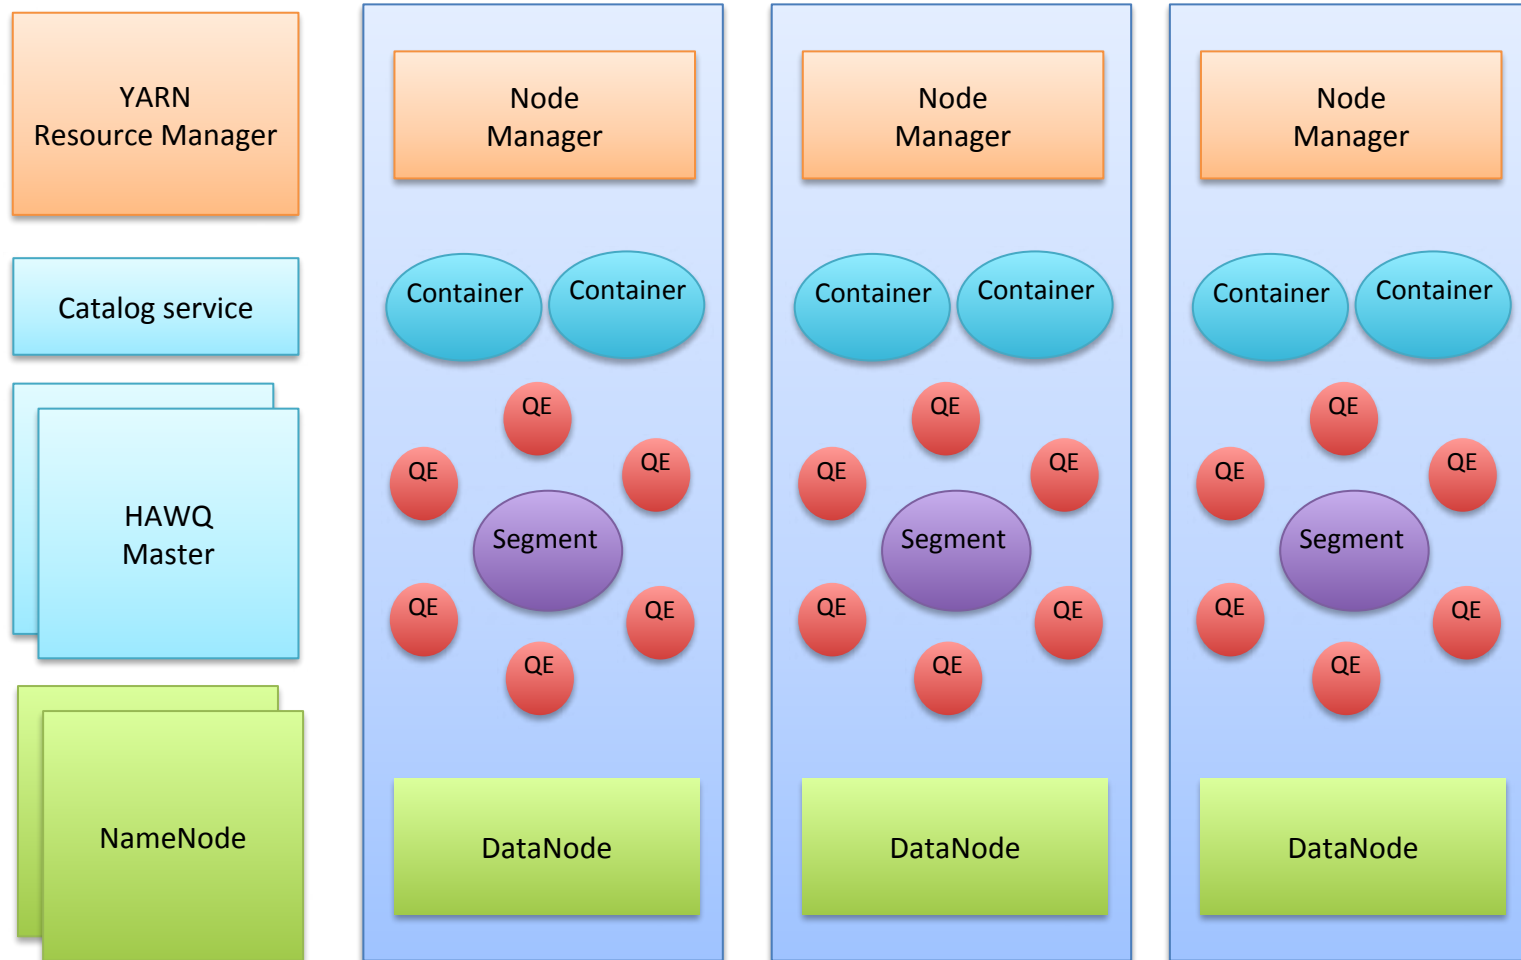 YARN
Resource Manager
Catalog service
HAWQ
Master
NameNode
Node
Manager
Container
Container
QE
QE
QE
Segment
QE
QE
QE
DataNode
Node
Manager
Container
Container
QE
QE
QE
Segment
QE
QE
QE
DataNode
Node
Manager
Container
Container
QE
QE
QE
Segment
QE
QE
QE
DataNode